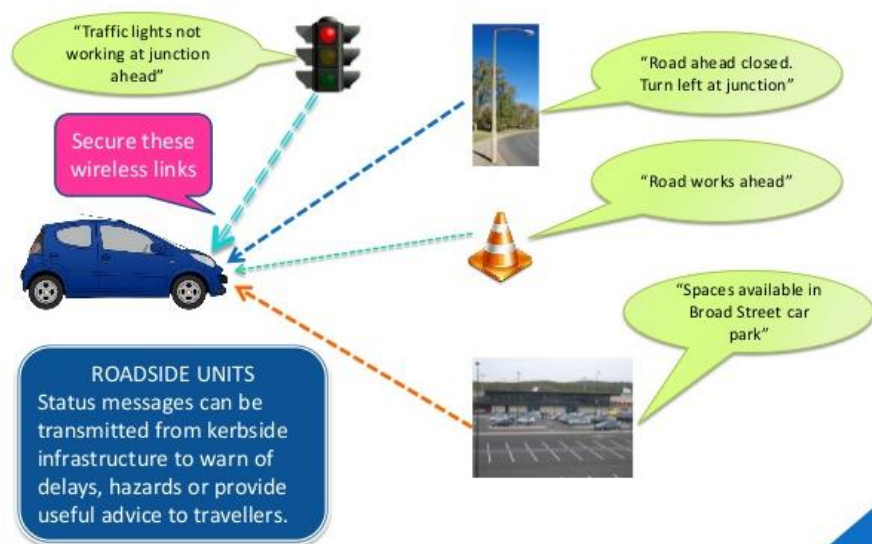 “Traffic lights not
working at junction
ahead”
“Road ahead closed.
Turn left at junction”
Secure these
wireless links
“Road works ahead”
“Spaces available in
Broad Street car
park”
ROADSIDE UNITS
Status messages can be
transmitted from kerbside
infrastructure to warn of
delays, hazards or provide
useful advice to travellers.